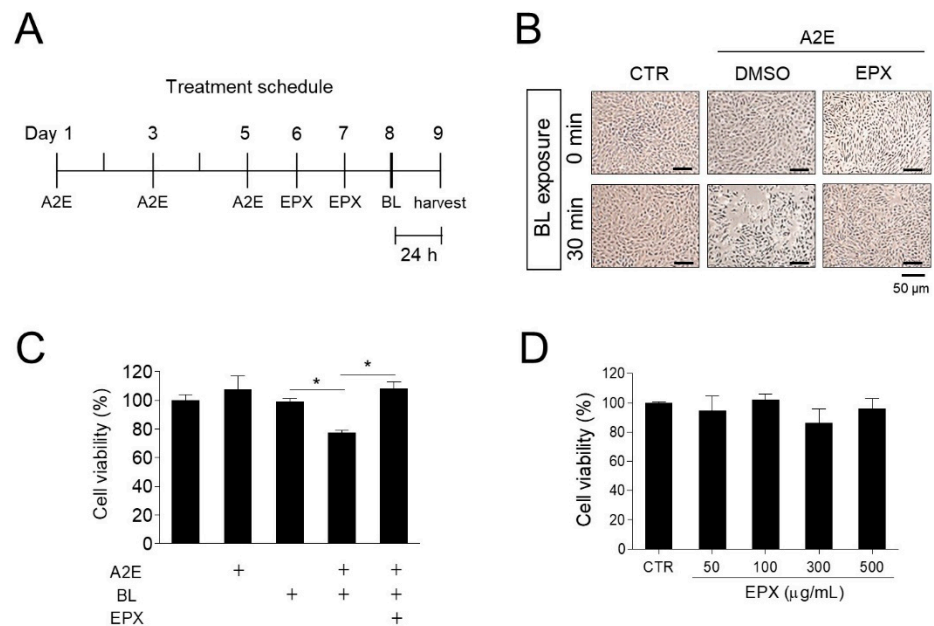 A
Treatment schedule
Day 1 3 5 6 7 8 9
A2E A2E A2E EPX EPX BL harvest
24 h
B
A2E
CTR DMSO EPX
BL exposure
0 min
30 min
50 µm
C
Cell viability (%)
120
100
80
60
40
20
0
* *
A2E + + +
BL + + +
EPX +
D
Cell viability (%)
120
100
80
60
40
20
0
CTR 50 100 300 500
EPX (µg/mL)